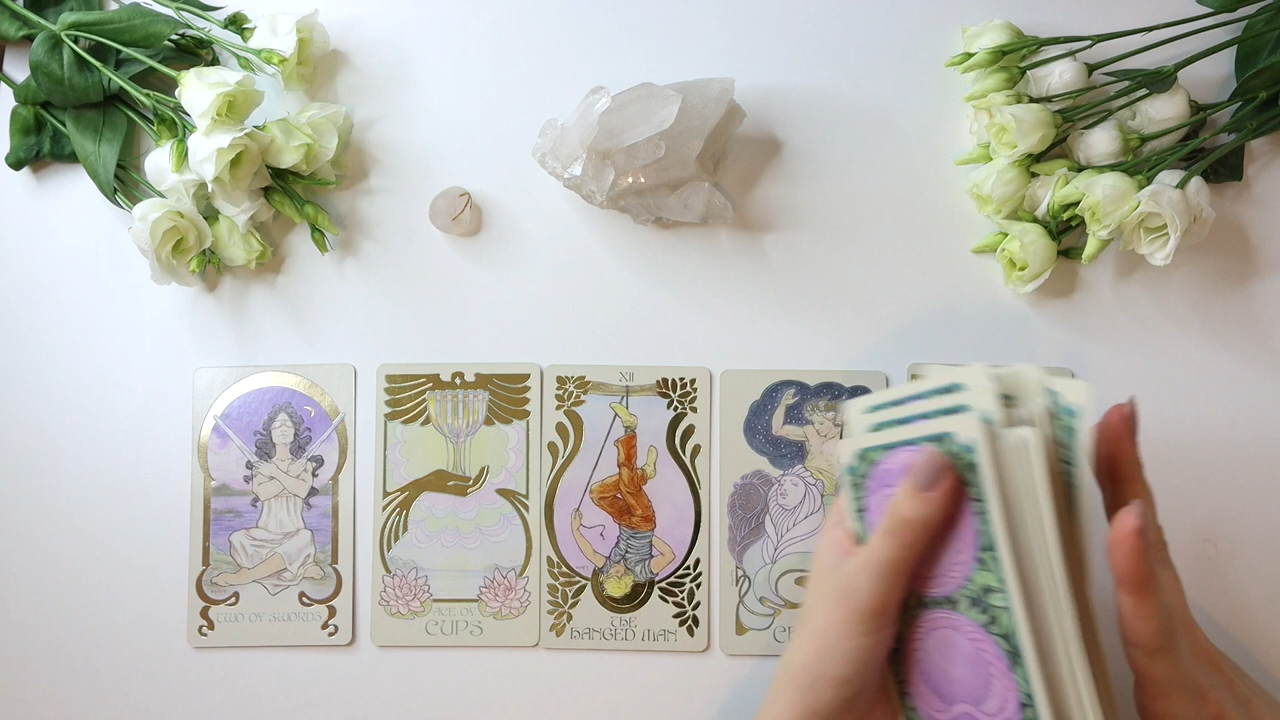 TWO OF SWORDS
ACE OF
CUPS
XII
THE
HANGED MAN